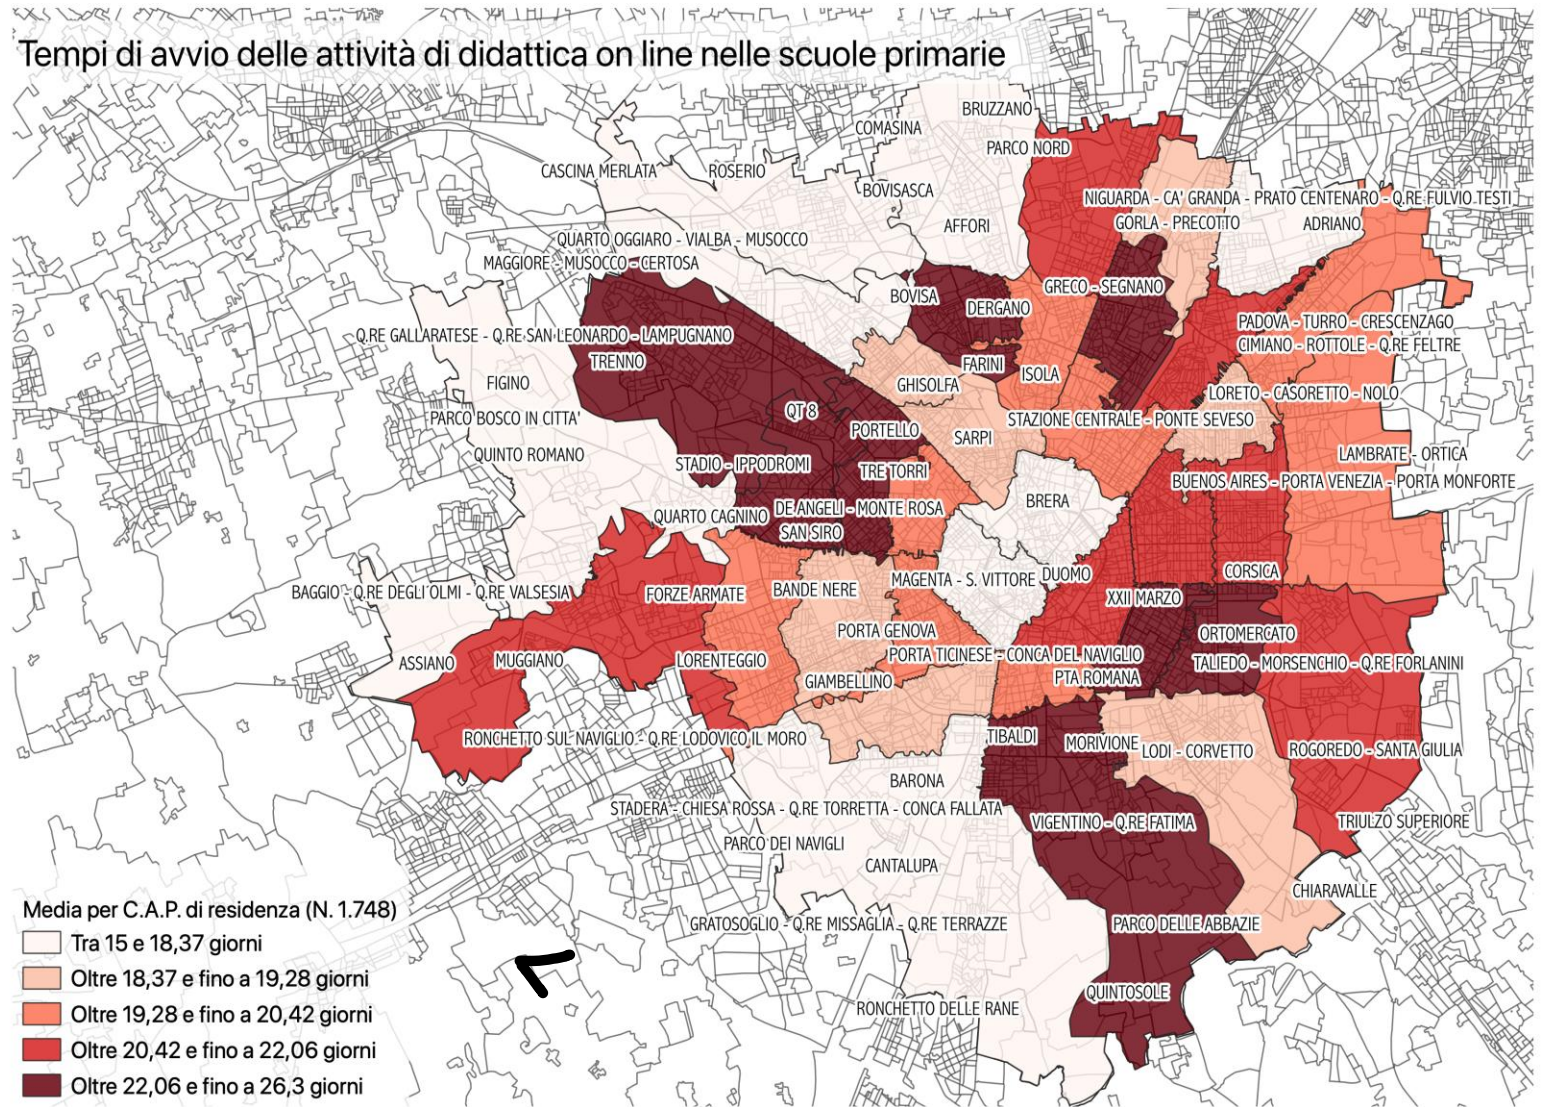 Tempi di avvio delle attività di didattica on line nelle scuole primarie
BRUZZANO
COMASINA
PARCO NORD
CASCINA MERLATA
ROSERIO
BOVISASCA
NIGUARDA - CA' GRANDA - PRATO CENTENARO - Q.RE FULVIO TESTI
AFFORI
GORLA - PRECOTTO
ADRIANO
QUARTO OGGIARO - VIALBA - MUSOCCO
MAGGIORE - MUSOCCO - CERTOSA
GRECO - SEGNANO
BOVISA
DERGANO
PADOVA - TURRO - CRESCENZAGO
Q.RE GALLARATESE - Q.RE SAN LEONARDO - LAMPUGNANO
CIMIANO - ROTTOLE - Q.RE FELTRE
TRENNO
FARINI
ISOLA
FIGINO
GHISOLFA
LORETO - CASORETTO - NOLO
QT 8
PARCO BOSCO IN CITTA'
STAZIONE CENTRALE - PONTE SEVESO
PORTELLO
SARPI
QUINTO ROMANO
LAMBRATE - ORTICA
STADIO - IPPODROMI
TRE TORRI
BUENOS AIRES - PORTA VENEZIA - PORTA MONFORTE
BRERA
DE ANGELI - MONTE ROSA
QUARTO CAGNINO
SAN SIRO
CORSICA
DUOMO
MAGENTA - S. VITTORE
BANDE NERE
BAGGIO - Q.RE DEGLI OLMI - Q.RE VALSESIA
FORZE ARMATE
XXII MARZO
PORTA GENOVA
ORTOMERCATO
PORTA TICINESE - CONCA DEL NAVIGLIO
ASSIANO
MUGGIANO
LORENTEGGIO
TALIEDO - MORSENCHIO - Q.RE FORLANINI
PTA ROMANA
GIAMBELLINO
RONCHETTO SUL NAVIGLIO - Q.RE LODOVICO IL MORO
TIBALDI
MORIVIONE
LODI - CORVETTO
ROGOREDO - SANTA GIULIA
BARONA
STADERA - CHIESA ROSSA - Q.RE TORRETTA - CONCA FALLATA
VIGENTINO - Q.RE FATIMA
TRIULZO SUPERIORE
PARCO DEI NAVIGLI
CANTALUPA
CHIARAVALLE
GRATOSOGLIO - Q.RE MISSAGLIA - Q.RE TERRAZZE
PARCO DELLE ABBAZIE
QUINTOSOLE
RONCHETTO DELLE RANE
Media per C.A.P. di residenza (N. 1.748)
Tra 15 e 18,37 giorni
Oltre 18,37 e fino a 19,28 giorni
Oltre 19,28 e fino a 20,42 giorni
Oltre 20,42 e fino a 22,06 giorni
Oltre 22,06 e fino a 26,3 giorni